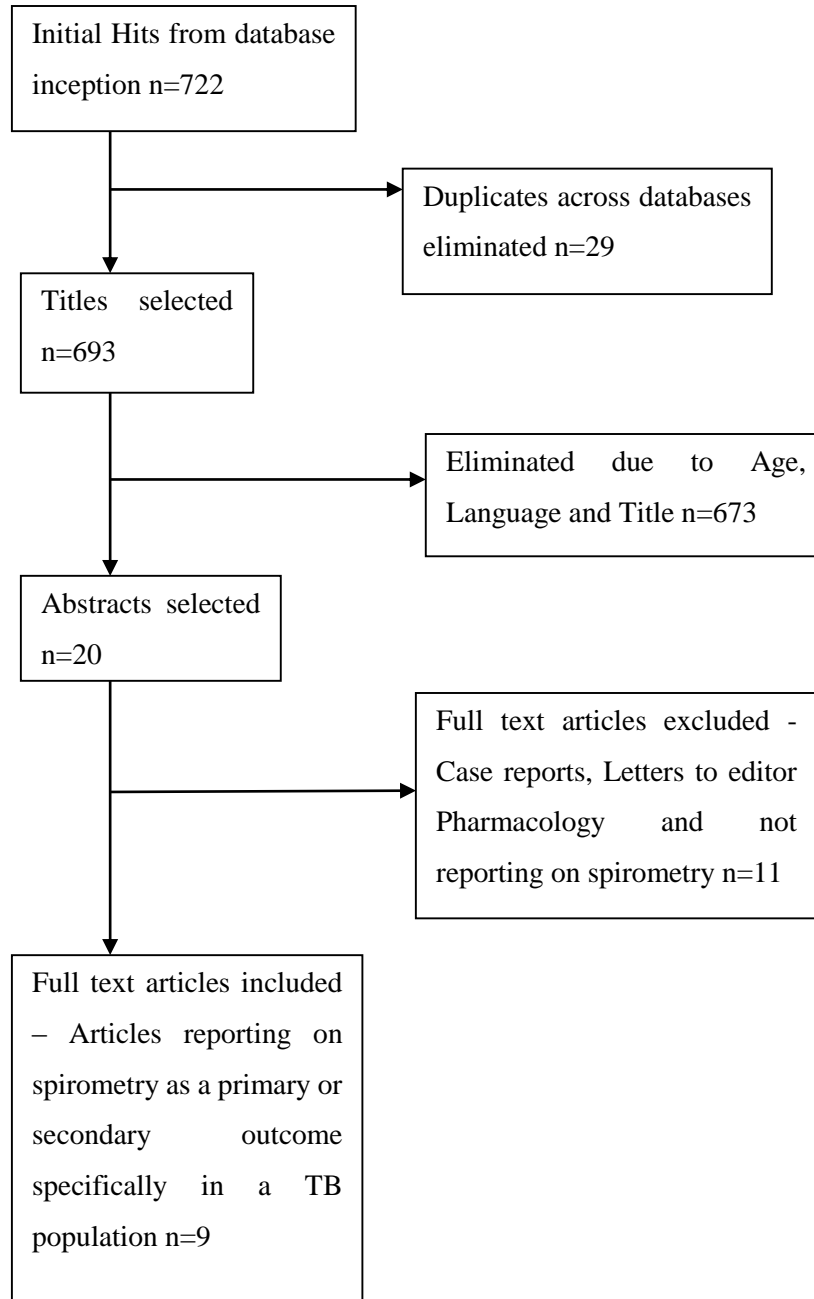 Initial Hits from database
inception n=722
Duplicates across databases
eliminated n=29
Titles selected
n=693
Eliminated due to Age,
Language and Title n=673
Abstracts selected
n=20
Full text articles excluded -
Case reports, Letters to editor
Pharmacology and not
reporting on spirometry n=11
Full text articles included
– Articles reporting on
spirometry as a primary or
secondary outcome
specifically in a TB
population n=9